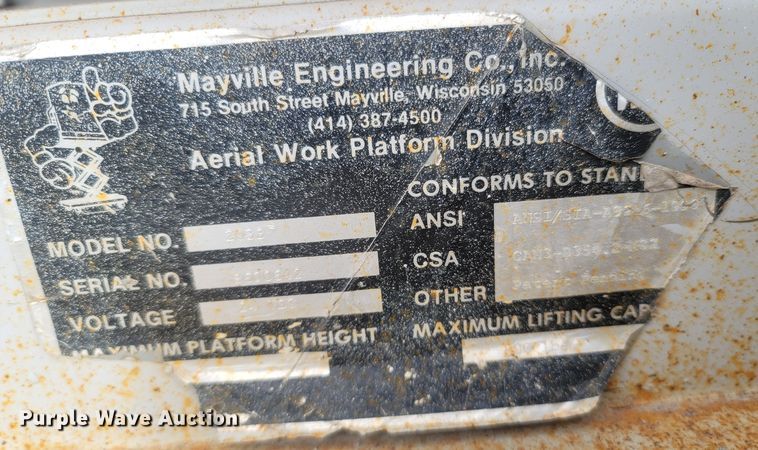 Mayville Engineering Co., Inc.
715 South Street Mayville, Wisconsin 53050
(414) 387-4500
Aerial Work Platform Division
CONFORMS TO STAN
MODEL NO.
SERIAL NO.
VOLTAGE
MAXIMUM PLATFORM HEIGHT
ANSI
CSA
OTHER
MAXIMUM LIFTING CAP
Purple Wave Auction